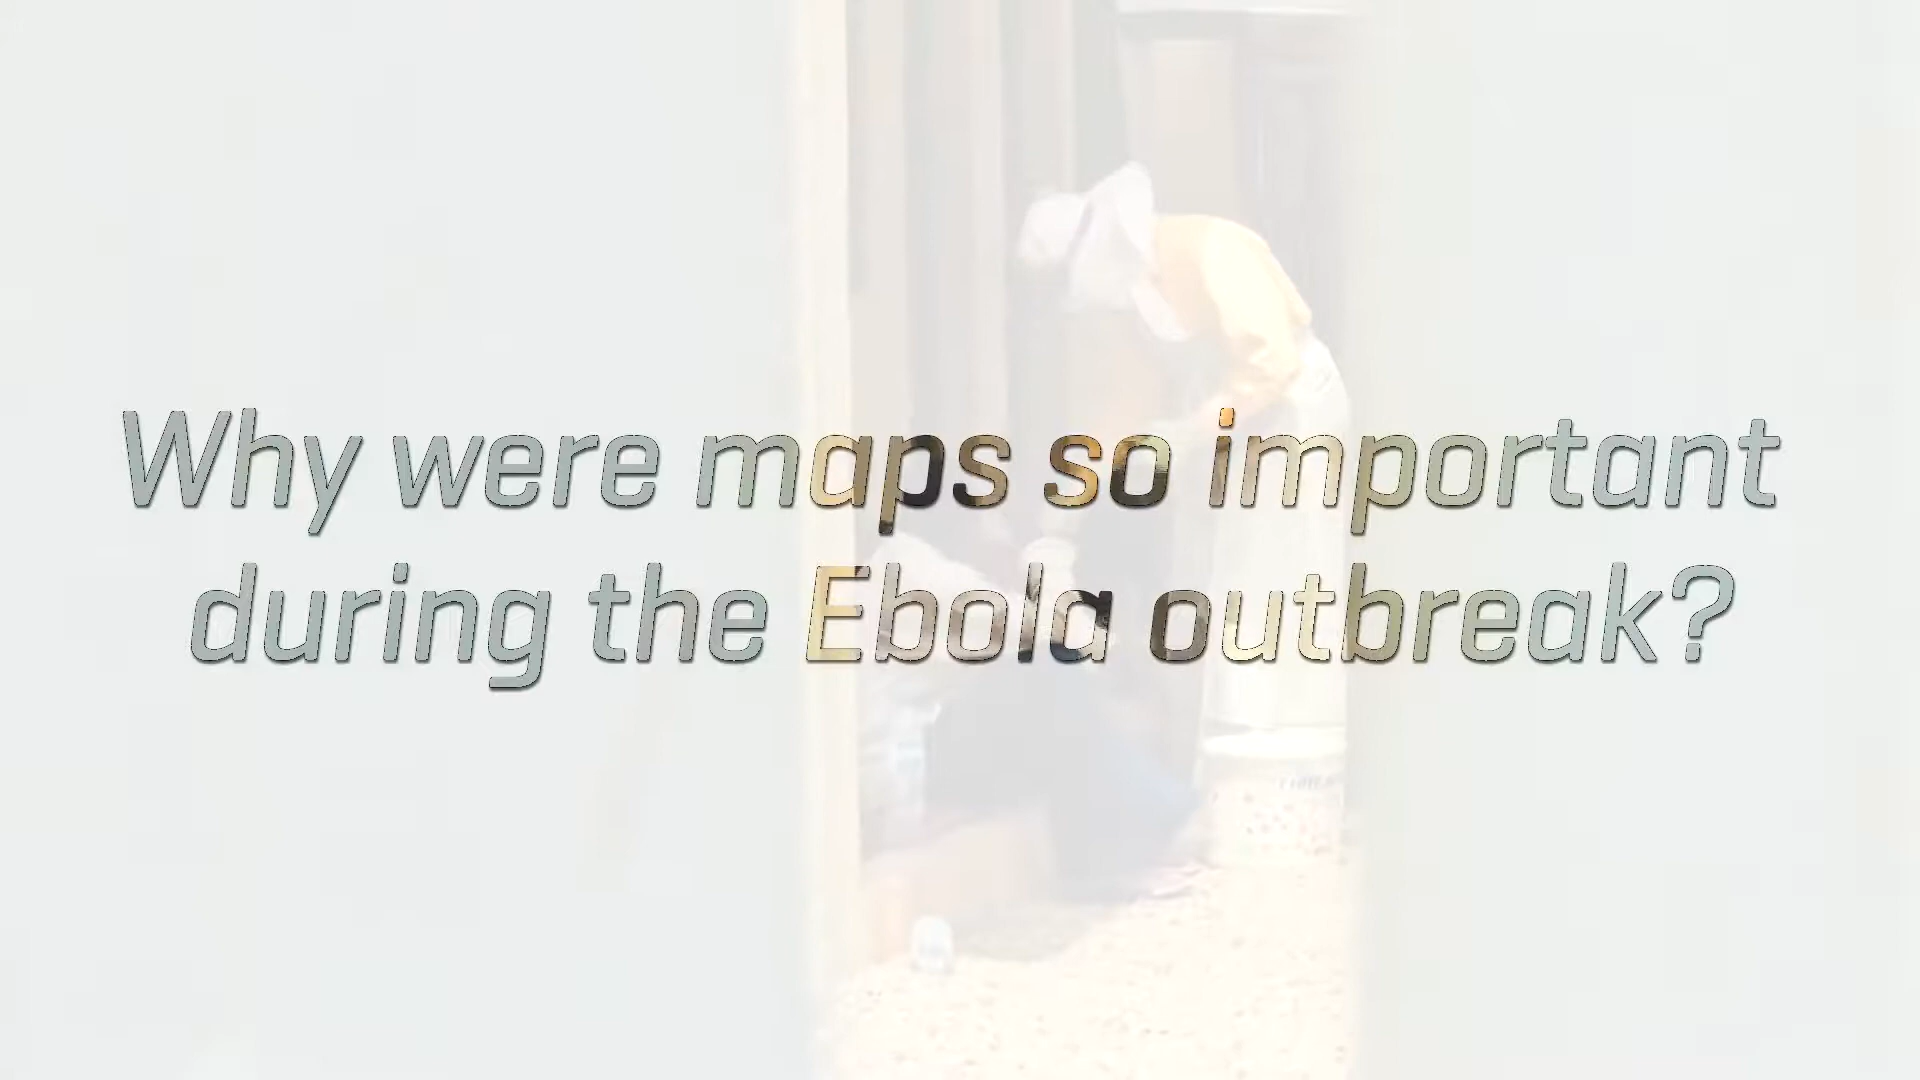 Why were maps so important
during the Ebola outbreak?